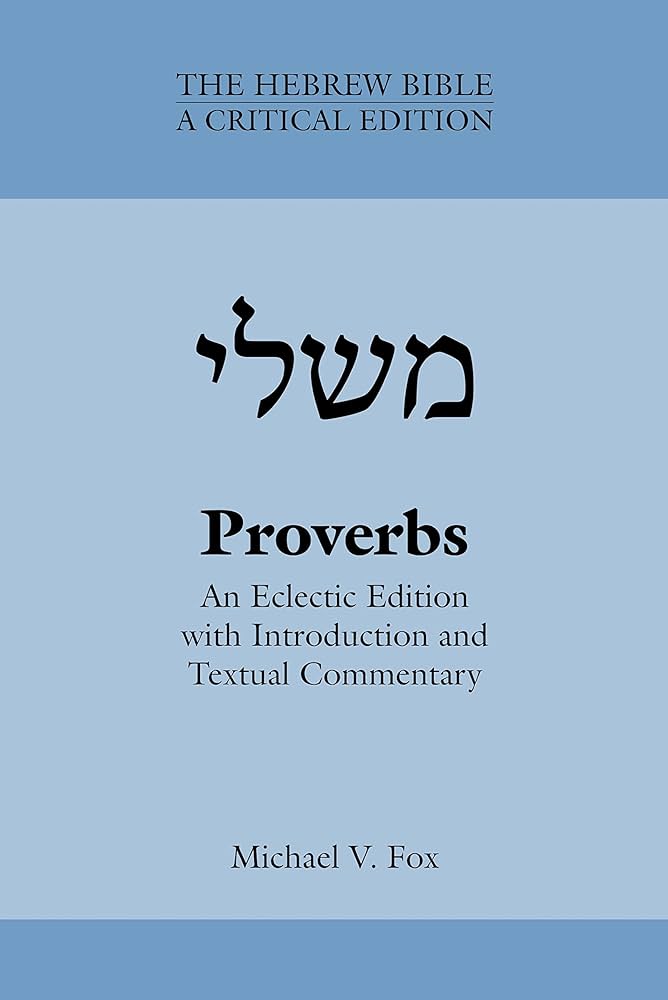 THE HEBREW BIBLE
A CRITICAL EDITION
משלי
Proverbs
An Eclectic Edition
with Introduction and
Textual Commentary
Michael V. Fox